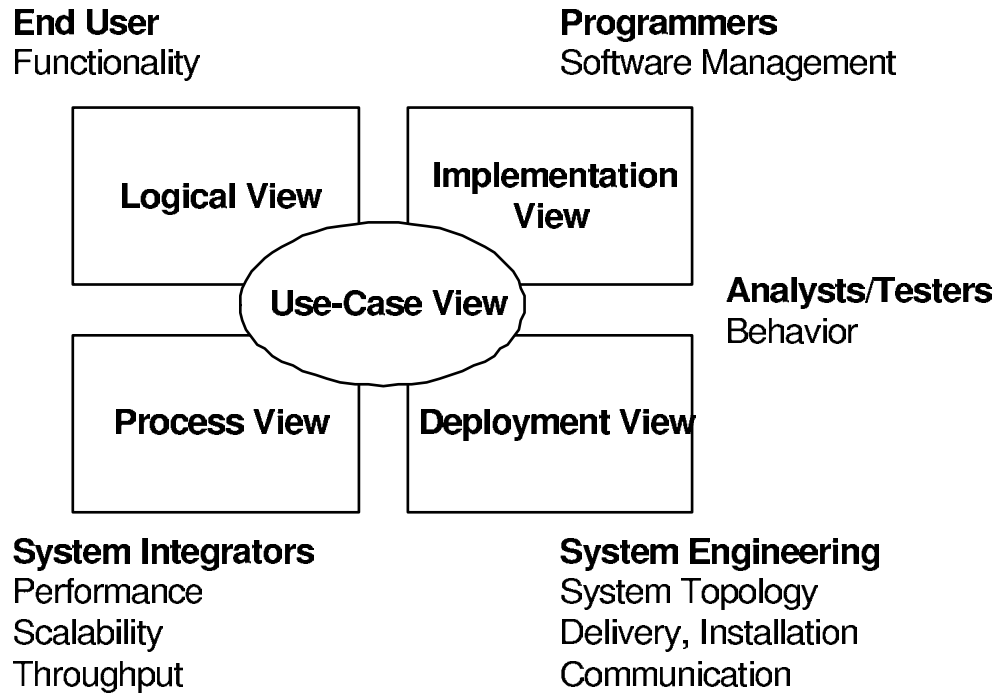 End User
Functionality
Programmers
Software Management
Logical View
Implementation
View
Use-Case View
Analysts/Testers
Behavior
Process View
Deployment View
System Integrators
Performance
Scalability
Throughput
System Engineering
System Topology
Delivery, Installation
Communication